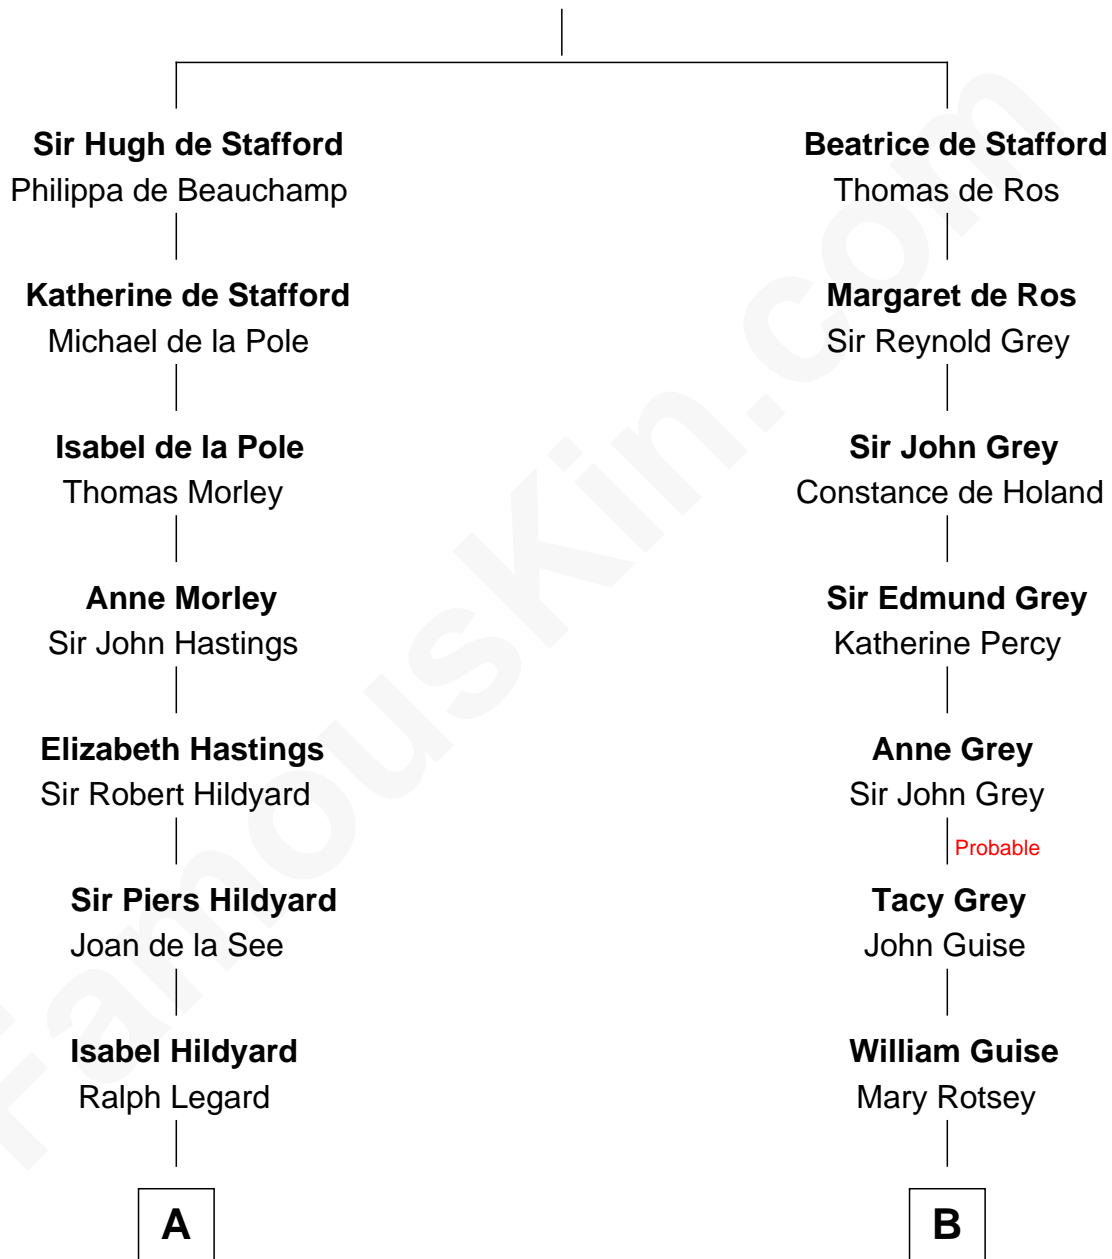 Sir Hugh de Stafford
Philippa de Beauchamp
Katherine de Stafford
Michael de la Pole
Isabel de la Pole
Thomas Morley
Anne Morley
Sir John Hastings
Elizabeth Hastings
Sir Robert Hildyard
Sir Piers Hildyard
Joan de la See
Isabel Hildyard
Ralph Legard
A
Beatrice de Stafford
Thomas de Ros
Margaret de Ros
Sir Reynold Grey
Sir John Grey
Constance de Holand
Sir Edmund Grey
Katherine Percy
Anne Grey
Sir John Grey
Probable
Tacy Grey
John Guise
William Guise
Mary Rotsey
B
FamousKin.com